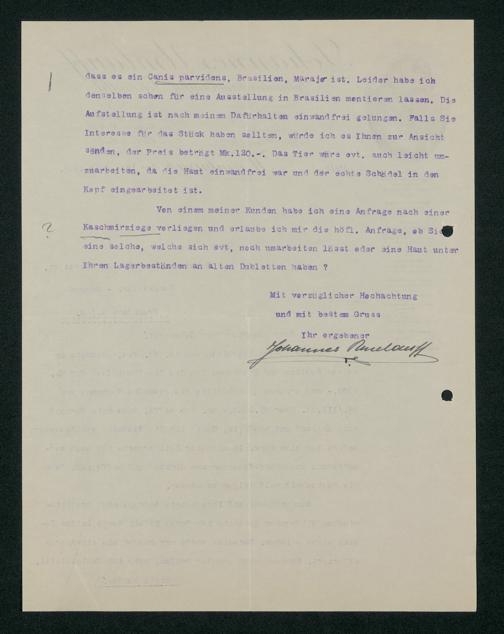 dass es ein Canis parvidens, Brasilien, Marajo ist. Leider habe ich
denselben schon für eine Ausstellung in Brasilien montieren lassen. Die
Aufstellung ist nach meinem Dafürhalten einwandfrei gelungen. Falls Sie
Interesse für das Stück haben sollten, würde ich es Ihnen zur Ansicht
senden, der Preis beträgt Mk.120.-. Das Tier wäre evt. auch leicht um-
zuarbeiten, da die Haut einwandfrei war und der echte Schädel in den
Kopf eingearbeitet ist.
Von einem meiner Kunden habe ich eine Anfrage nach einer
? Kaschmirziege vorliegen und erlaube ich mir die höfl. Anfrage, ob Sie
eine solche, welche sich evt. noch umarbeiten lässt oder eine Haut unter
Ihren Lagerbeständen an alten Dubletten haben ?
Mit vorzüglicher Hochachtung
und mit bestem Gruss
Ihr ergebener
Johannes